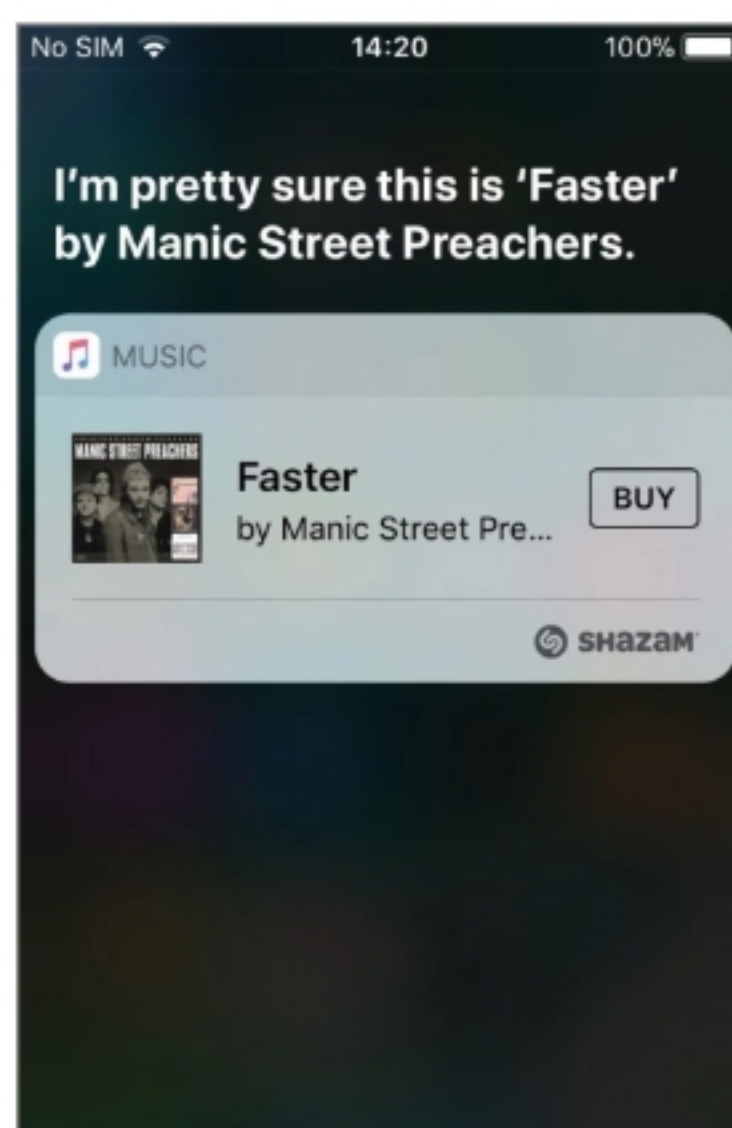 No SIM 14:20 100%
I'm pretty sure this is ‘Faster’
by Manic Street Preachers.
MUSIC
MANIC STREET PREACHERS
Faster
by Manic Street Pre...
BUY
SHAZAM